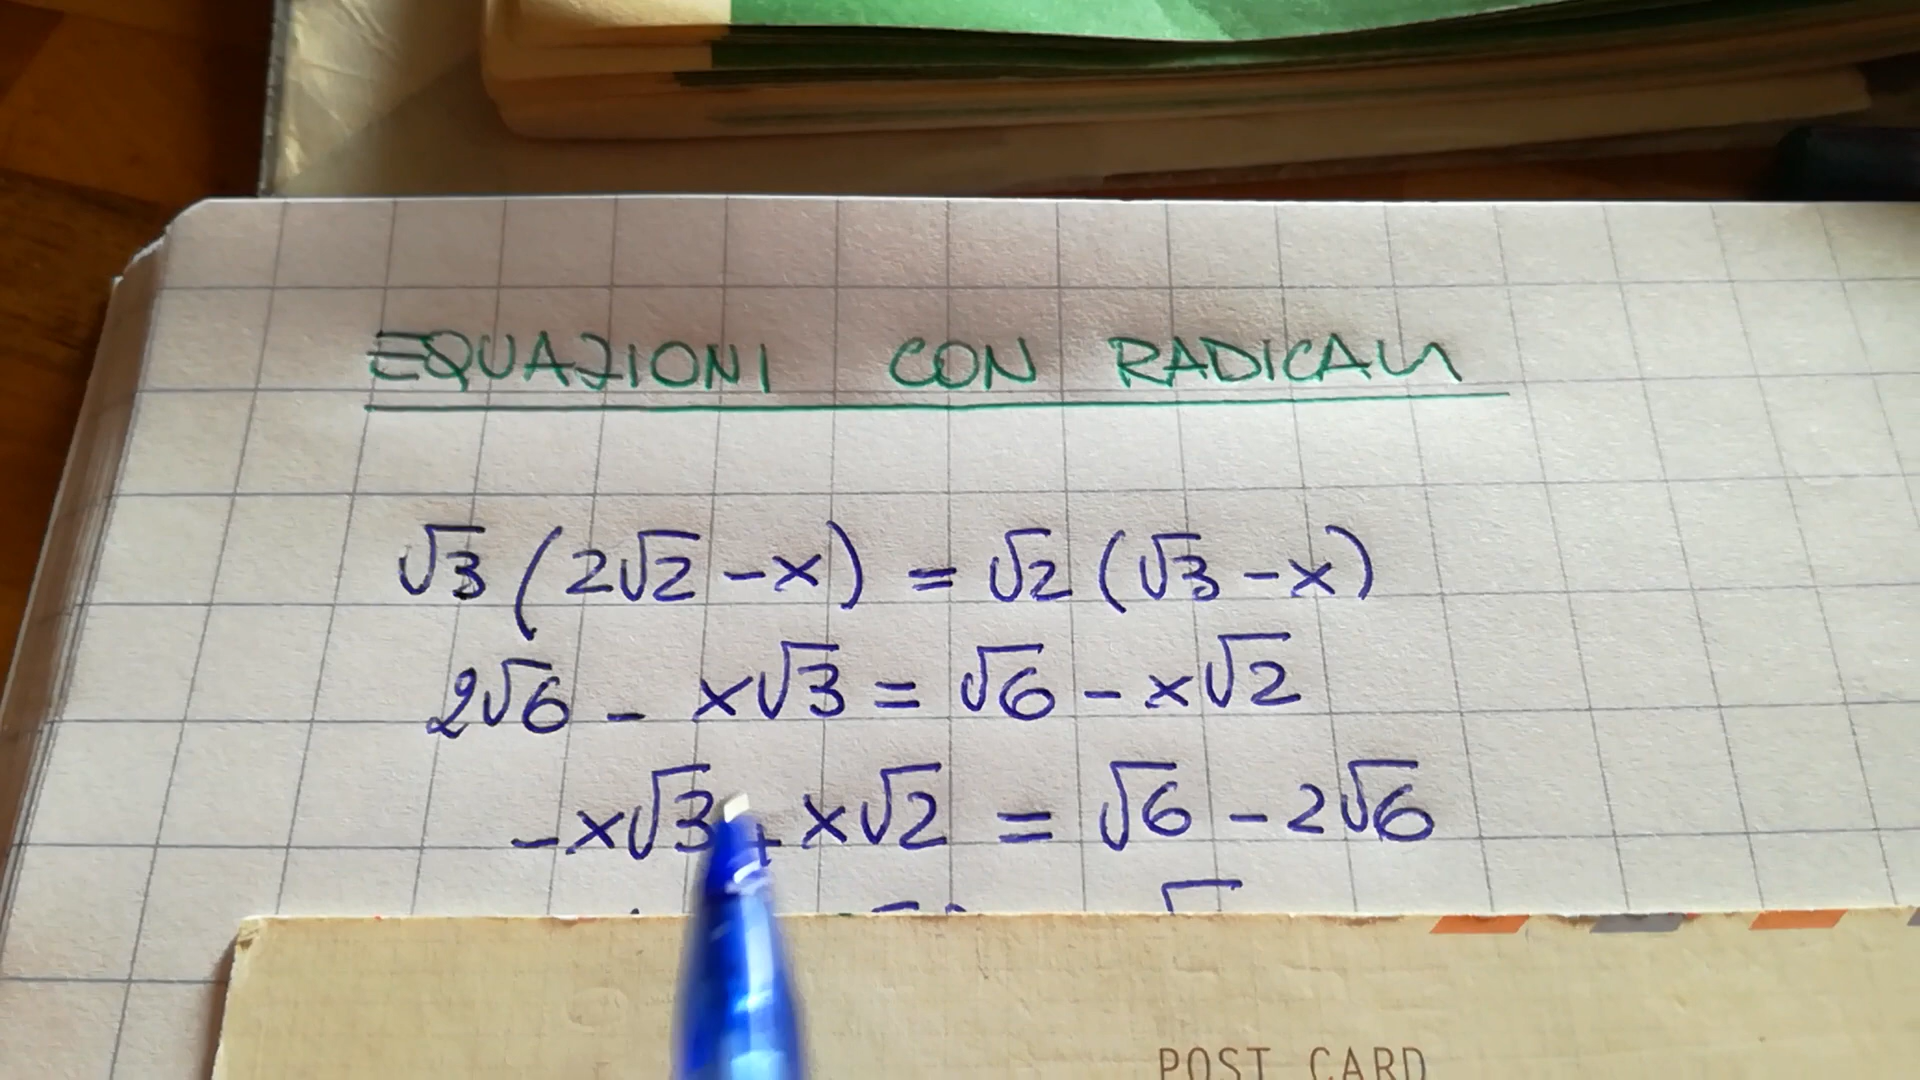 EQUAZIONI CON RADICALI
√3 (2√2 - x) = √2 (√3 - x)
2√6 - x√3 = √6 - x√2
-x√3 + x√2 = √6 - 2√6
POST CARD